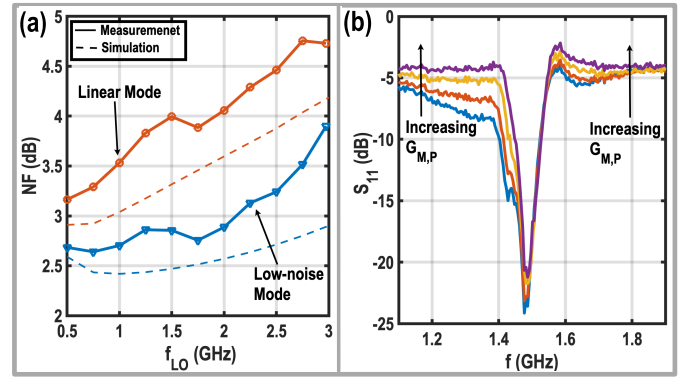 (a)
Measuremenet
Simulation
Linear Mode
Low-noise
Mode
NF (dB)
5
4.5
4
3.5
3
2.5
2
0.5
1
1.5
2
2.5
3
f_LO (GHz)
(b)
Increasing
G_M,P
Increasing
G_M,P
S_11 (dB)
0
-5
-10
-15
-20
-25
1.2
1.4
1.6
1.8
f (GHz)